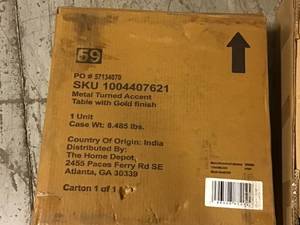 59
PO # 57134070
SKU 1004407621
Metal Turned Accent
Table with Gold finish
1 Unit
Case Wt: 8.485 lbs.
Country Of Origin: India
Distributed By:
The Home Depot
2455 Paces Ferry Rd SE
Atlanta, GA 30339
Carton 1 of 1